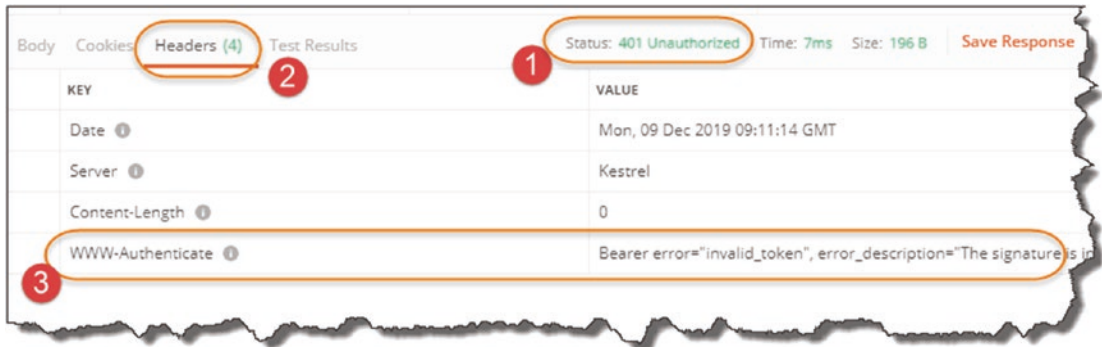 Body Cookies Headers (4) Test Results Status: 401 Unauthorized Time: 7ms Size: 196 B Save Response
1
2
KEY VALUE
Date Mon, 09 Dec 2019 09:11:14 GMT
Server Kestrel
Content-Length 0
WWW-Authenticate Bearer error="invalid_token", error_description="The signature is in
3